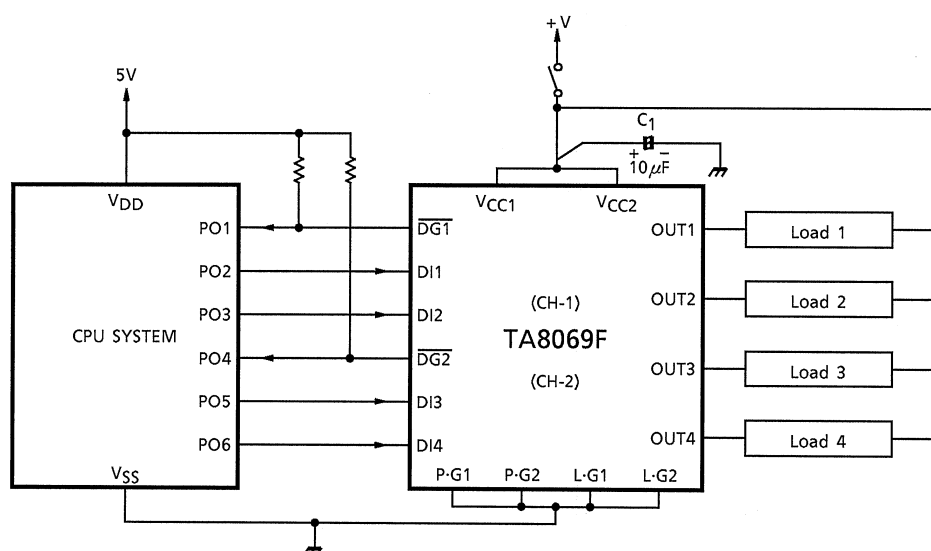 +V
5V
C1
+ −
10μF
VDD
VCC1
VCC2
PO1
DG1
OUT1
Load 1
PO2
DI1
PO3
DI2
(CH-1)
OUT2
Load 2
CPU SYSTEM
TA8069F
PO4
DG2
(CH-2)
OUT3
Load 3
PO5
DI3
PO6
DI4
OUT4
Load 4
VSS
P·G1
P·G2
L·G1
L·G2